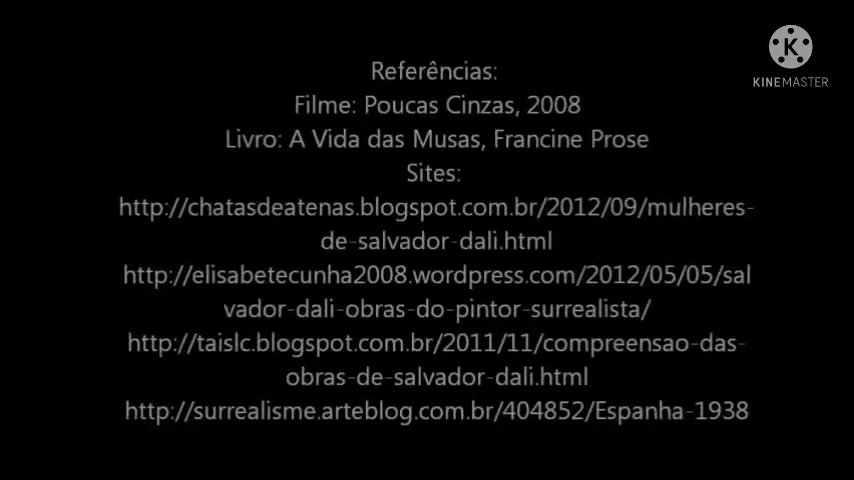 Referências:
Filme: Poucas Cinzas, 2008
Livro: A Vida das Musas, Francine Prose
Sites:
http://chatasdeatenas.blogspot.com.br/2012/09/mulheres-
de-salvador-dali.html
http://elisabetecunha2008.wordpress.com/2012/05/05/sal
vador-dali-obras-do-pintor-surrealista/
http://taislc.blogspot.com.br/2011/11/compreensao-das-
obras-de-salvador-dali.html
http://surrealisme.arteblog.com.br/404852/Espanha-1938
K
KINEMASTER